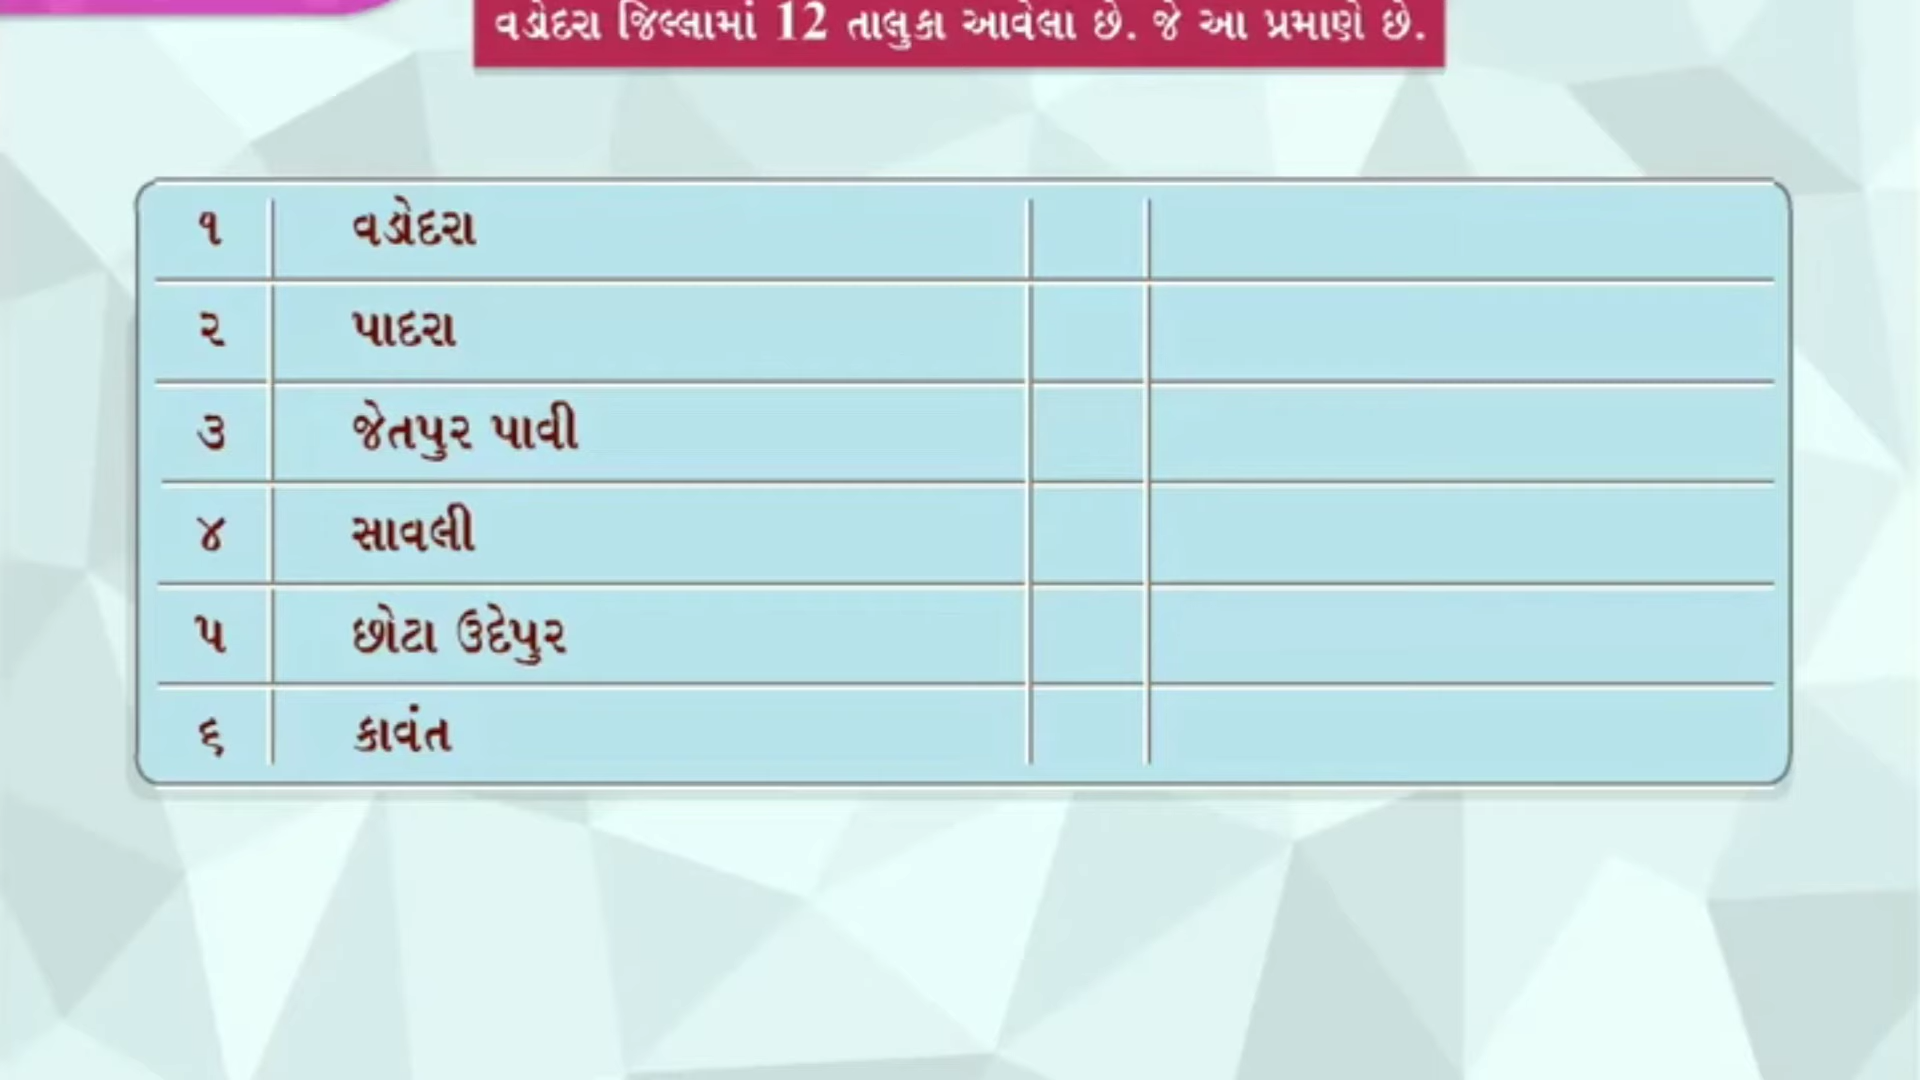 વડોદરા જિલ્લામાં 12 તાલુકા આવેલા છે. જે આ પ્રમાણે છે.
૧ વડોદરા
૨ પાદરા
૩ જેતપુર પાવી
૪ સાવલી
૫ છોટા ઉદેપુર
૬ કાવંત